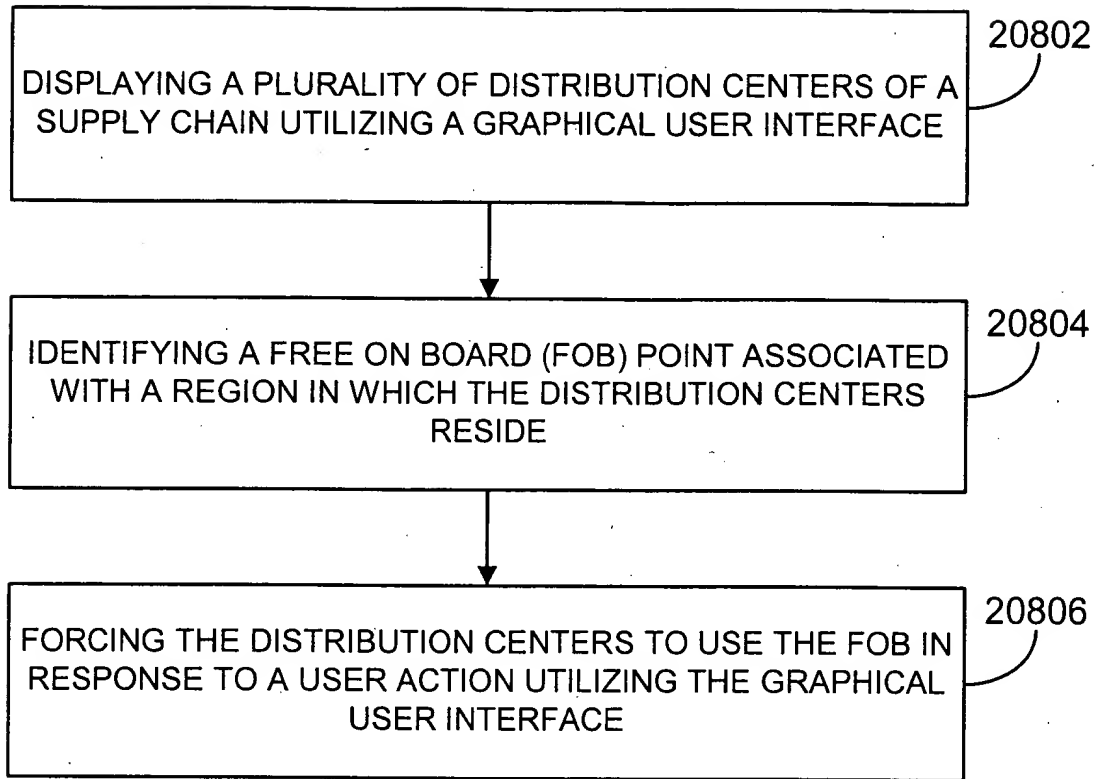 20802
DISPLAYING A PLURALITY OF DISTRIBUTION CENTERS OF A
SUPPLY CHAIN UTILIZING A GRAPHICAL USER INTERFACE
20804
IDENTIFYING A FREE ON BOARD (FOB) POINT ASSOCIATED
WITH A REGION IN WHICH THE DISTRIBUTION CENTERS
RESIDE
20806
FORCING THE DISTRIBUTION CENTERS TO USE THE FOB IN
RESPONSE TO A USER ACTION UTILIZING THE GRAPHICAL
USER INTERFACE